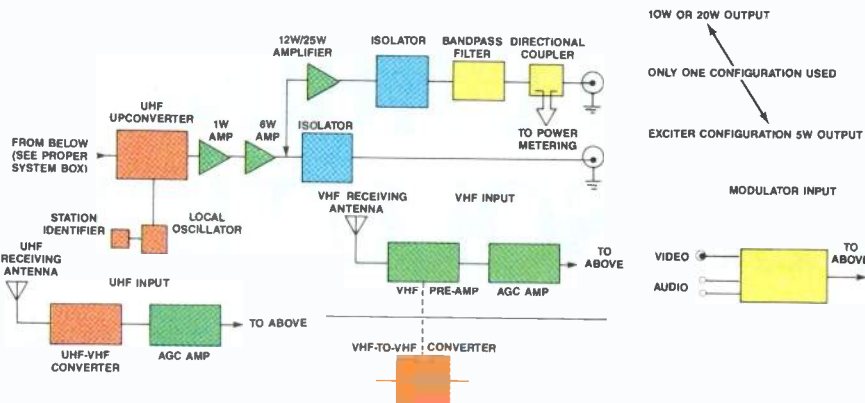 12W/25W
AMPLIFIER
ISOLATOR
BANDPASS
FILTER
DIRECTIONAL
COUPLER
10W OR 20W OUTPUT
ONLY ONE CONFIGURATION USED
EXCITER CONFIGURATION 5W OUTPUT
UHF
UPCONVERTER
1W
AMP
6W
AMP
ISOLATOR
TO POWER
METERING
FROM BELOW
(SEE PROPER
SYSTEM BOX)
STATION
IDENTIFIER
LOCAL
OSCILLATOR
VHF RECEIVING
ANTENNA
VHF INPUT
MODULATOR INPUT
UHF
RECEIVING
ANTENNA
UHF INPUT
TO
ABOVE
VHF PRE-AMP
AGC AMP
VIDEO
AUDIO
TO
ABOVE
TO ABOVE
UHF-VHF
CONVERTER
AGC AMP
VHF-TO-VHF CONVERTER